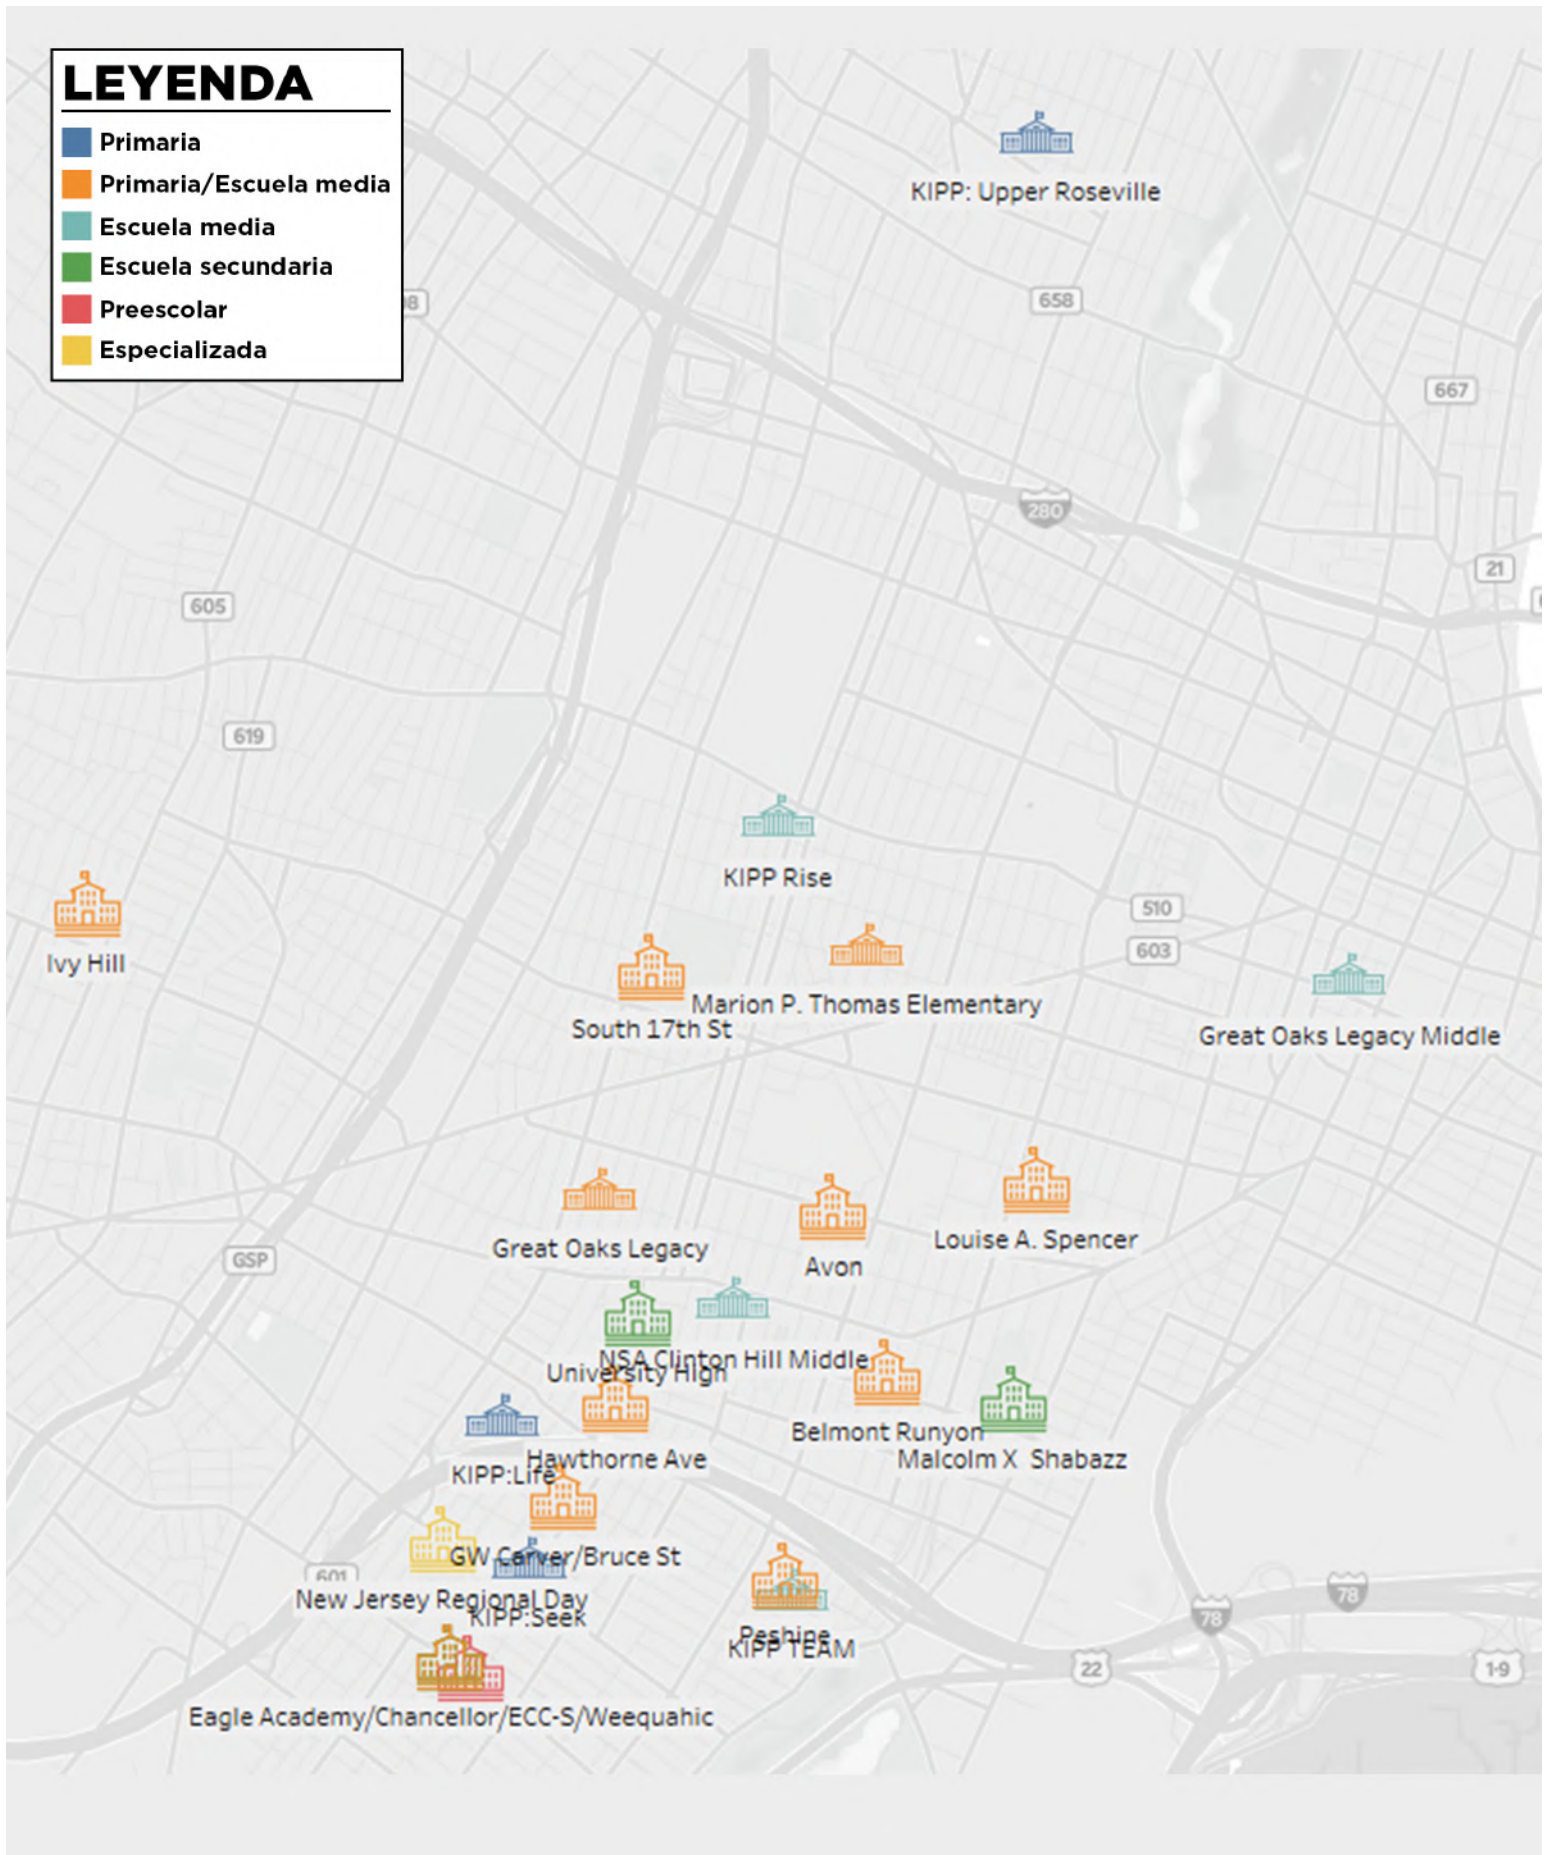 LEYENDA
Primaria
Primaria/Escuela media
Escuela media
Escuela secundaria
Preescolar
Especializada
KIPP: Upper Roseville
658
667
280
21
605
619
KIPP Rise
510
603
Ivy Hill
Marion P. Thomas Elementary
South 17th St
Great Oaks Legacy Middle
Louise A. Spencer
Great Oaks Legacy
GSP
Avon
NSA Clinton Hill Middle
University High
Belmont Runyon
Hawthorne Ave
Malcolm X Shabazz
KIPP:Life
GW Carver/Bruce St
601
New Jersey Regional Day
KIPP:Seek
78
78
Peshine
KIPP TEAM
22
1-9
Eagle Academy/Chancellor/ECC-S/Weequahic